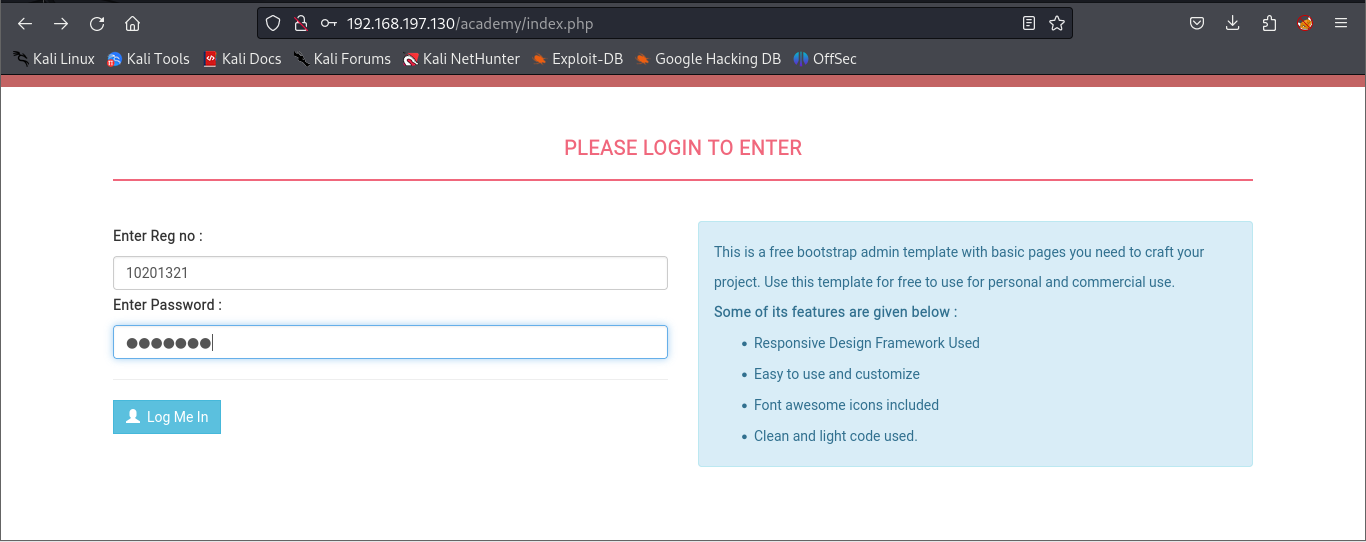 192.168.197.130/academy/index.php
Kali Linux Kali Tools Kali Docs Kali Forums Kali NetHunter Exploit-DB Google Hacking DB OffSec
PLEASE LOGIN TO ENTER
Enter Reg no :
10201321
Enter Password :
●●●●●●●
Log Me In
This is a free bootstrap admin template with basic pages you need to craft your
project. Use this template for free to use for personal and commercial use.
Some of its features are given below :
• Responsive Design Framework Used
• Easy to use and customize
• Font awesome icons included
• Clean and light code used.